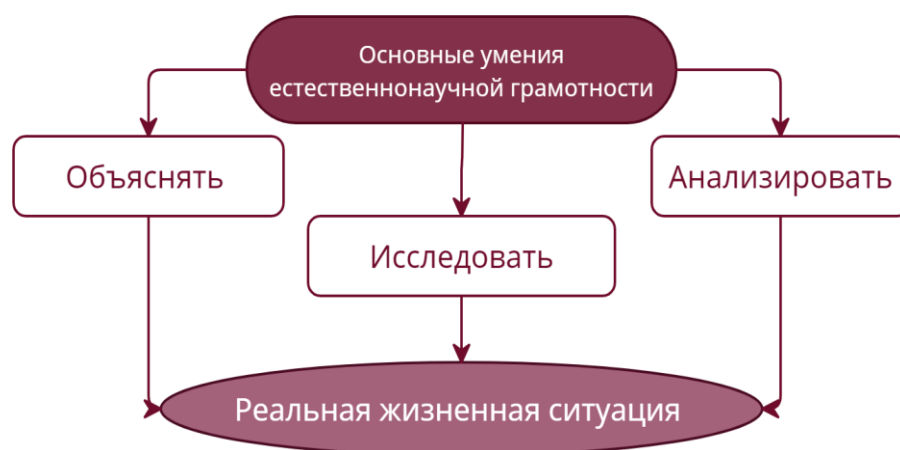 Основные умения
естественнонаучной грамотности
Объяснять
Анализировать
Исследовать
Реальная жизненная ситуация